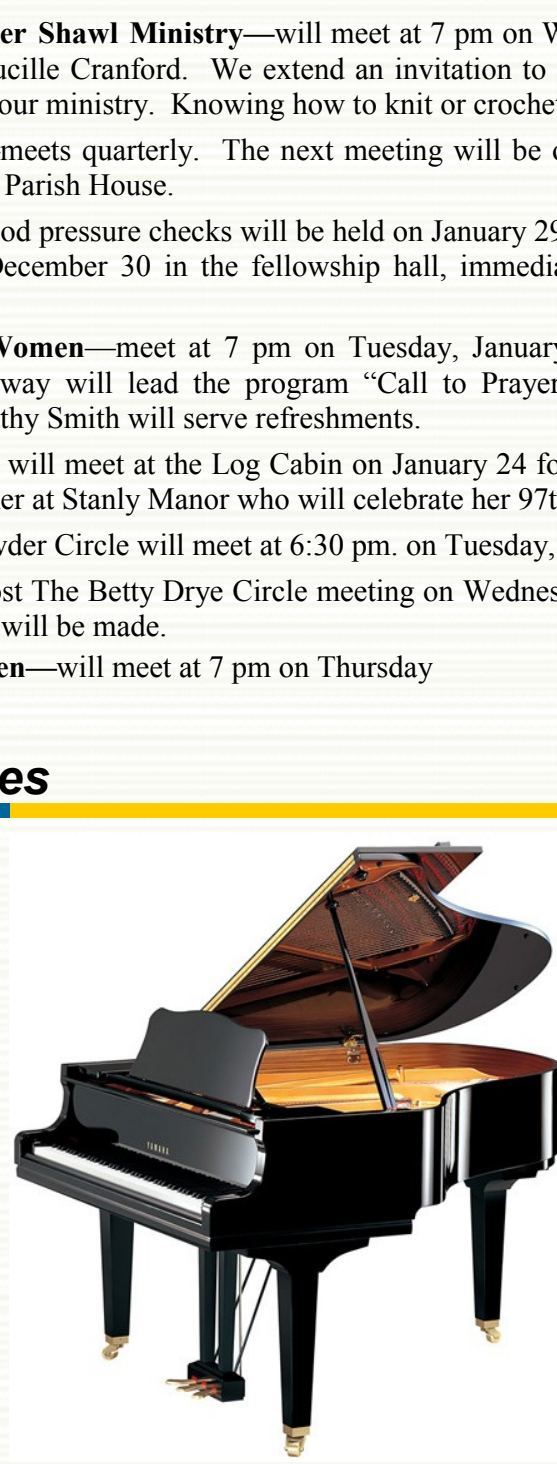 er Shawl Ministry—will meet at 7 pm on W
ucille Cranford. We extend an invitation to
our ministry. Knowing how to knit or crochet
meets quarterly. The next meeting will be o
Parish House.
od pressure checks will be held on January 29
December 30 in the fellowship hall, immedia
Women—meet at 7 pm on Tuesday, January
way will lead the program “Call to Prayer
thy Smith will serve refreshments.
will meet at the Log Cabin on January 24 fo
er at Stanly Manor who will celebrate her 97t
yder Circle will meet at 6:30 pm. on Tuesday,
ost The Betty Drye Circle meeting on Wednes
will be made.
en—will meet at 7 pm on Thursday
es
YAMAHA